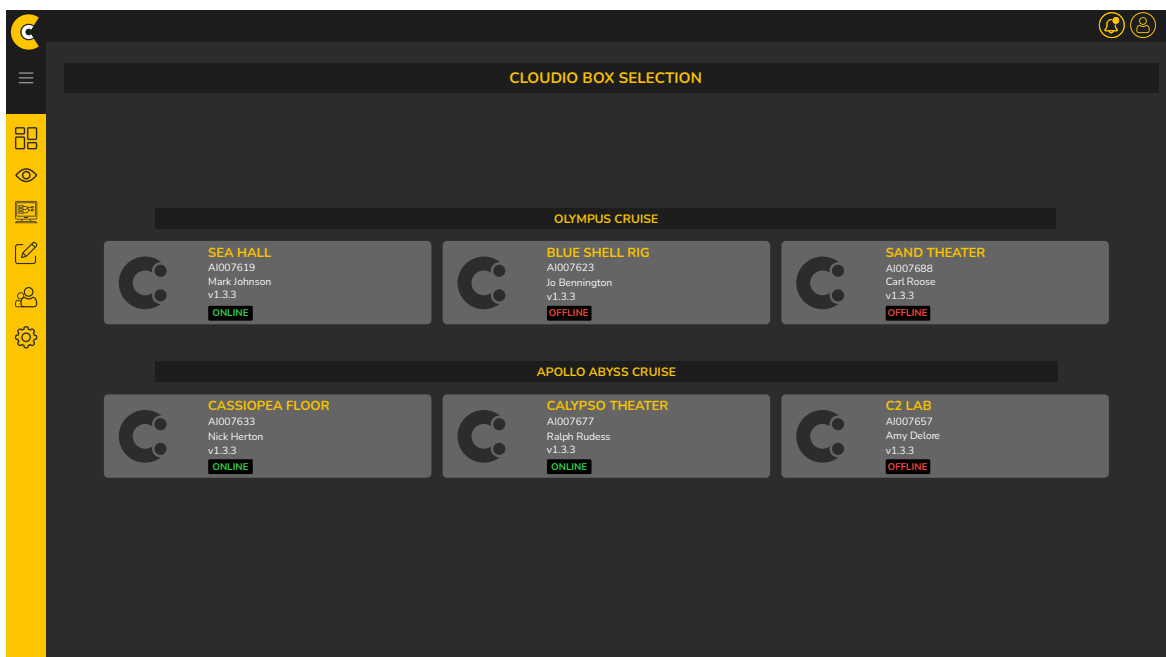 CLOUDIO BOX SELECTION
OLYMPUS CRUISE
SEA HALL
AI007619
Mark Johnson
v1.3.3
ONLINE
BLUE SHELL RIG
AI007623
Jo Bennington
v1.3.3
OFFLINE
SAND THEATER
AI007688
Carl Roose
v1.3.3
OFFLINE
APOLLO ABYSS CRUISE
CASSIOPEA FLOOR
AI007633
Nick Herton
v1.3.3
ONLINE
CALYPSO THEATER
AI007677
Ralph Rudess
v1.3.3
ONLINE
C2 LAB
AI007657
Amy Delore
v1.3.3
OFFLINE